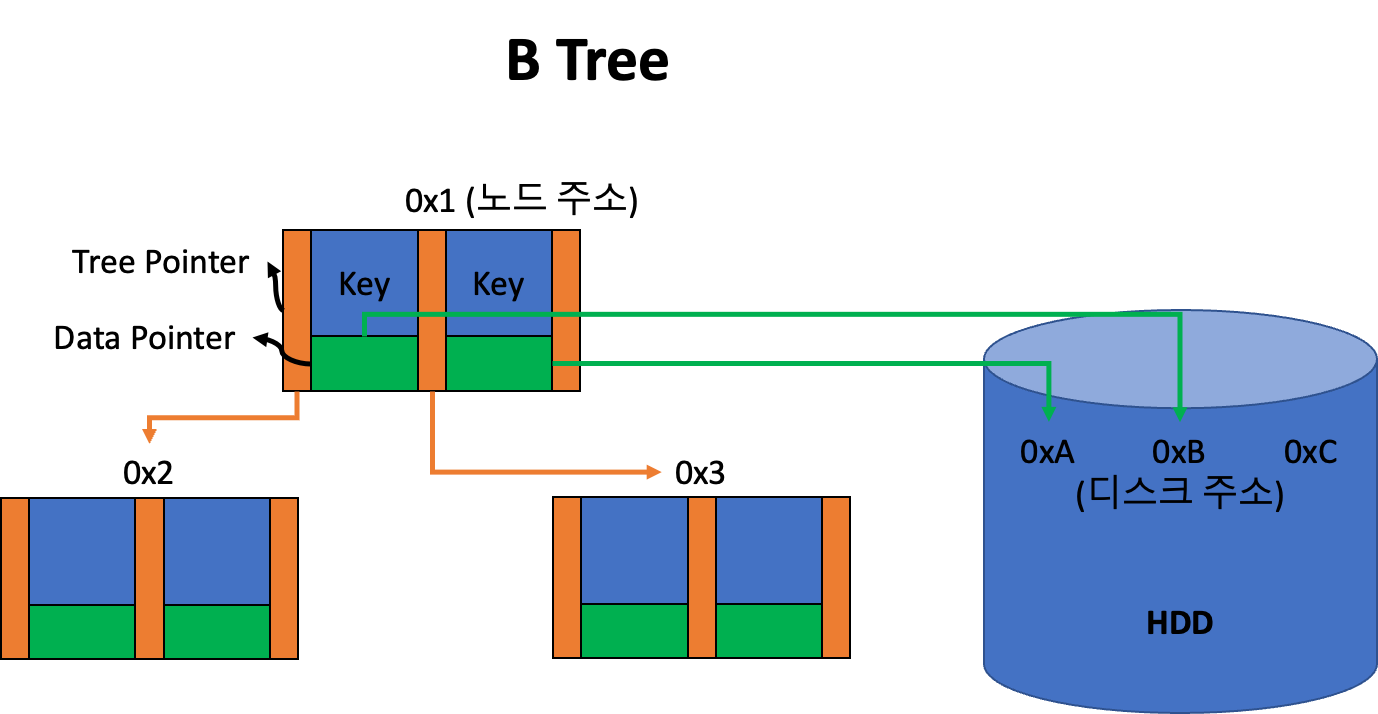 B Tree
0x1 (노드 주소)
Tree Pointer
Key
Key
Data Pointer
0x2
0x3
0xA
0xB
0xC
(디스크 주소)
HDD